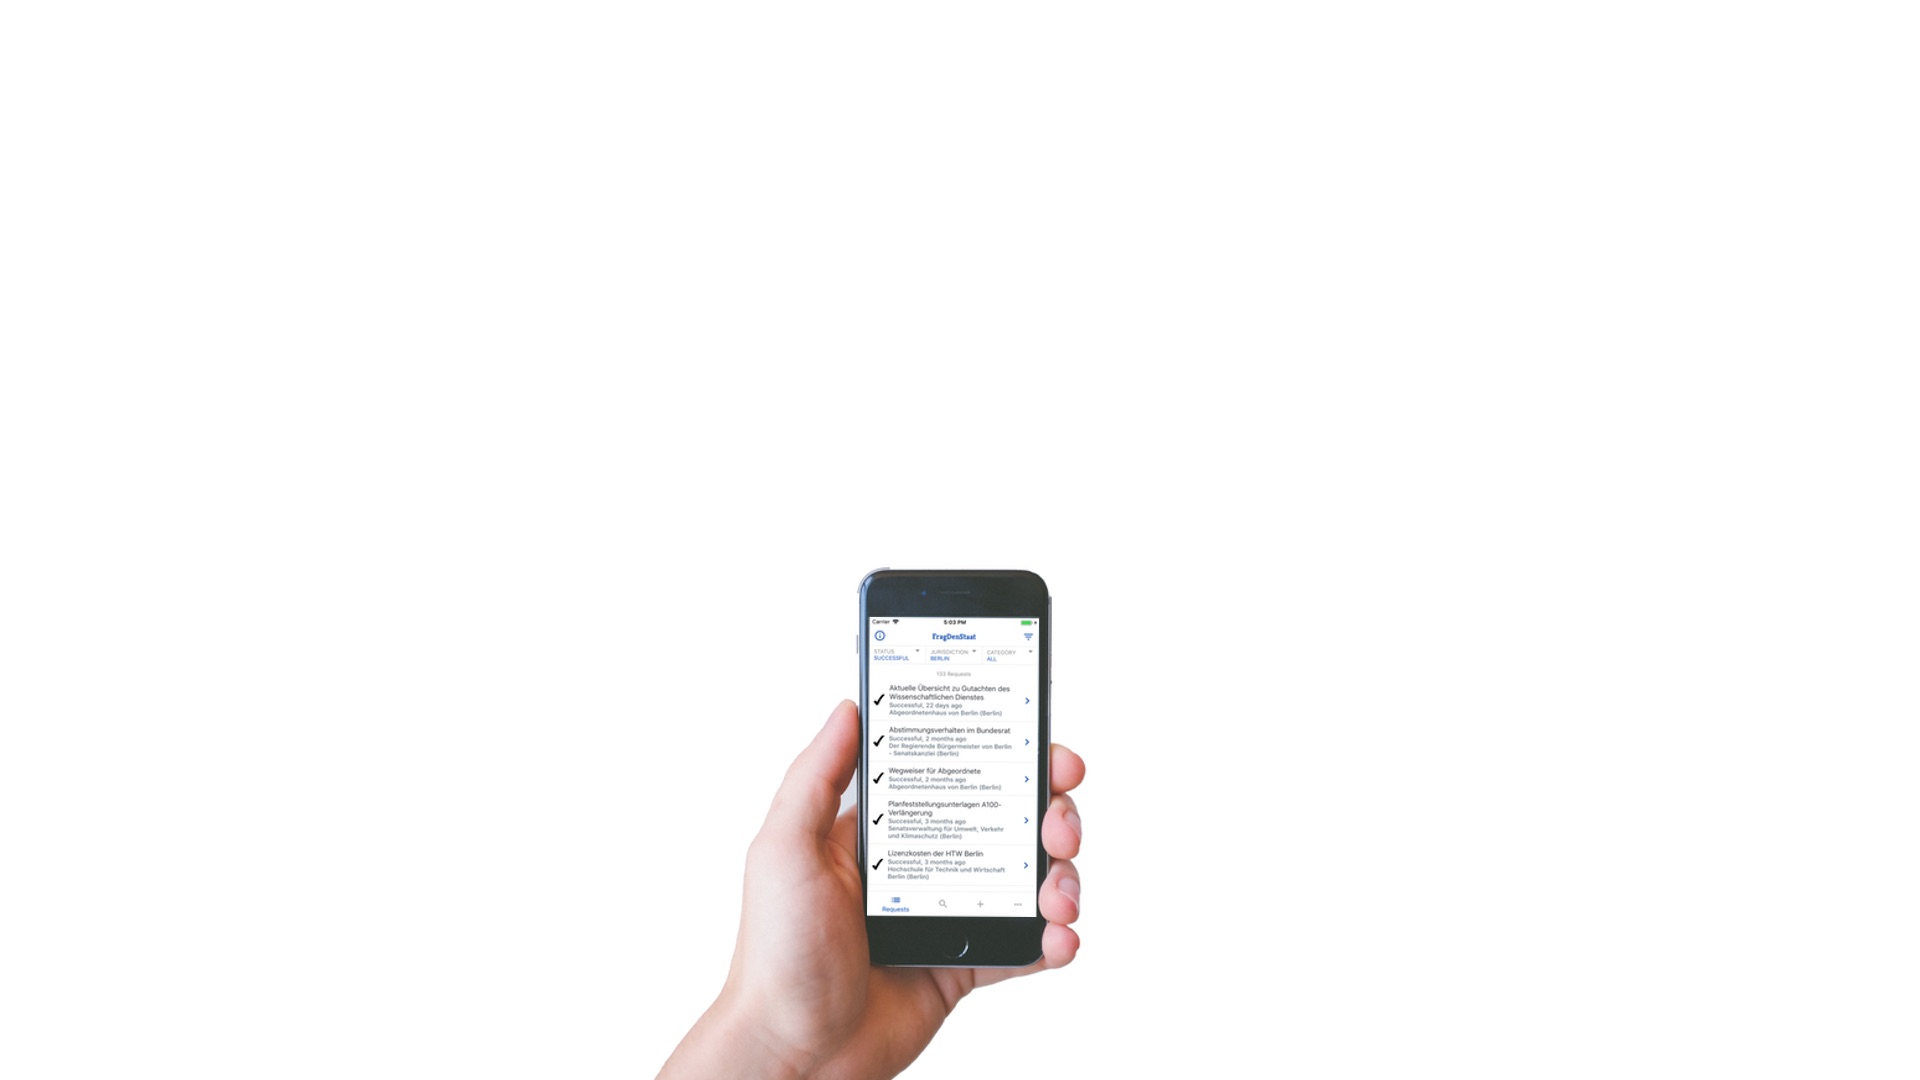 Carrier 5:03 PM
FragDenStaat
STATUS JURISDICTION CATEGORY
SUCCESSFUL BERLIN ALL
133 Requests
Aktuelle Übersicht zu Gutachten des
Wissenschaftlichen Dienstes
Successful, 22 days ago
Abgeordnetenhaus von Berlin (Berlin)
Abstimmungsverhalten im Bundesrat
Successful, 2 months ago
Der Regierende Bürgermeister von Berlin
- Senatskanzlei (Berlin)
Wegweiser für Abgeordnete
Successful, 2 months ago
Abgeordnetenhaus von Berlin (Berlin)
Planfeststellungsunterlagen A100-
Verlängerung
Successful, 3 months ago
Senatsverwaltung für Umwelt, Verkehr
und Klimaschutz (Berlin)
Lizenzkosten der HTW Berlin
Successful, 3 months ago
Hochschule für Technik und Wirtschaft
Berlin (Berlin)
Requests